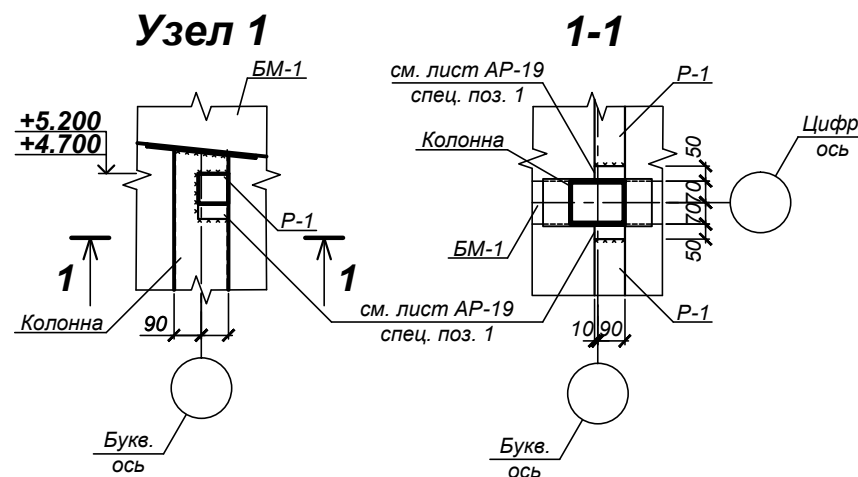 Узел 1
БМ-1
+5.200
+4.700
Р-1
1
1
Колонна
90
см. лист АР-19
спец. поз. 1
Букв.
ось
1-1
см. лист АР-19
спец. поз. 1
Р-1
Колонна
Цифр
ось
50
70
70
50
БМ-1
Р-1
10
90
Букв.
ось